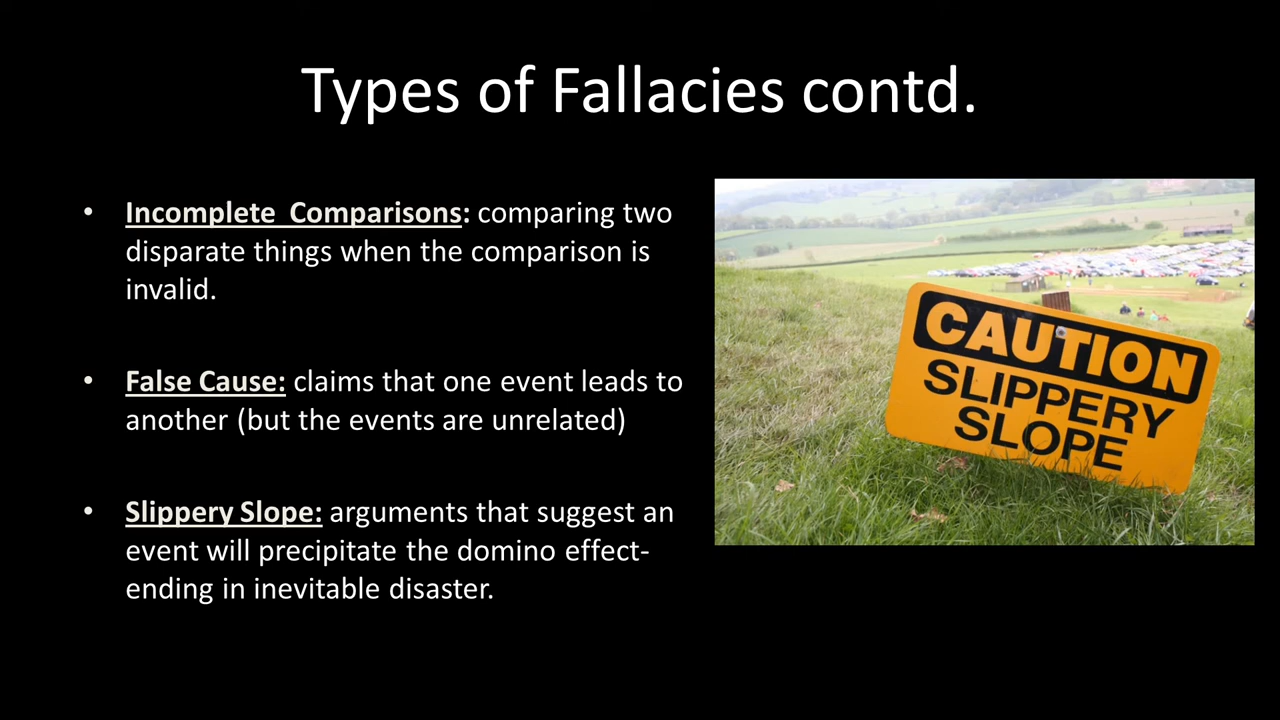 Types of Fallacies contd.
• Incomplete  Comparisons: comparing two
disparate things when the comparison is
invalid.
• False Cause: claims that one event leads to
another (but the events are unrelated)
• Slippery Slope: arguments that suggest an
event will precipitate the domino effect-
ending in inevitable disaster.
CAUTION
SLIPPERY
SLOPE